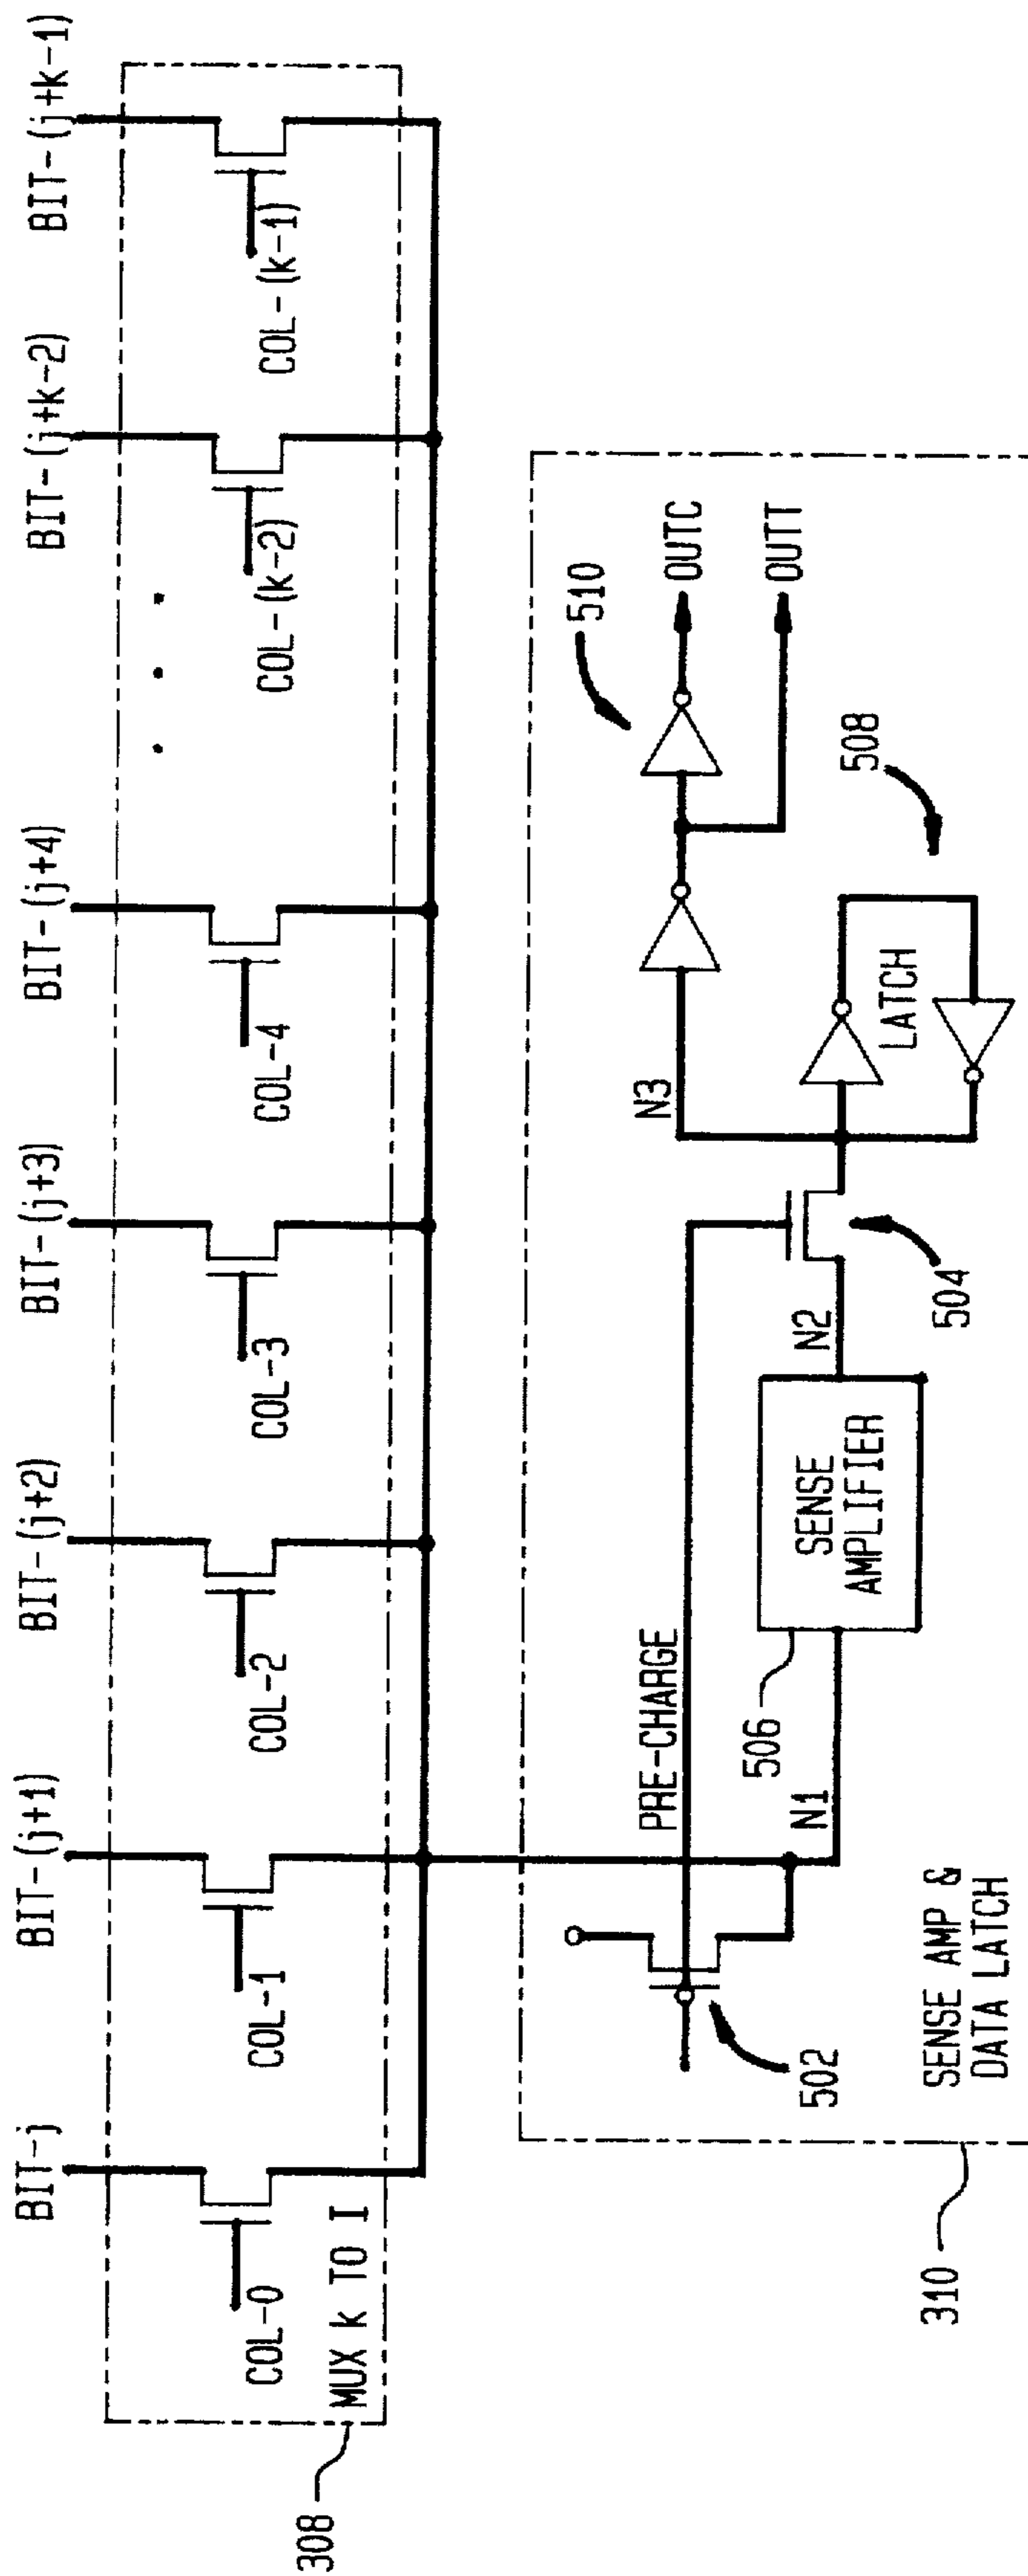 BIT-j
BIT-(j+1)
BIT-(j+2)
BIT-(j+3)
BIT-(j+4)
BIT-(j+k-2)
BIT-(j+k-1)
COL-0
COL-1
COL-2
COL-3
COL-4
COL-(k-2)
COL-(k-1)
MUX k TO I
308
PRE-CHARGE
502
N1
506
SENSE
AMPLIFIER
N2
504
N3
LATCH
508
510
OUTC
OUTT
SENSE AMP &
DATA LATCH
310